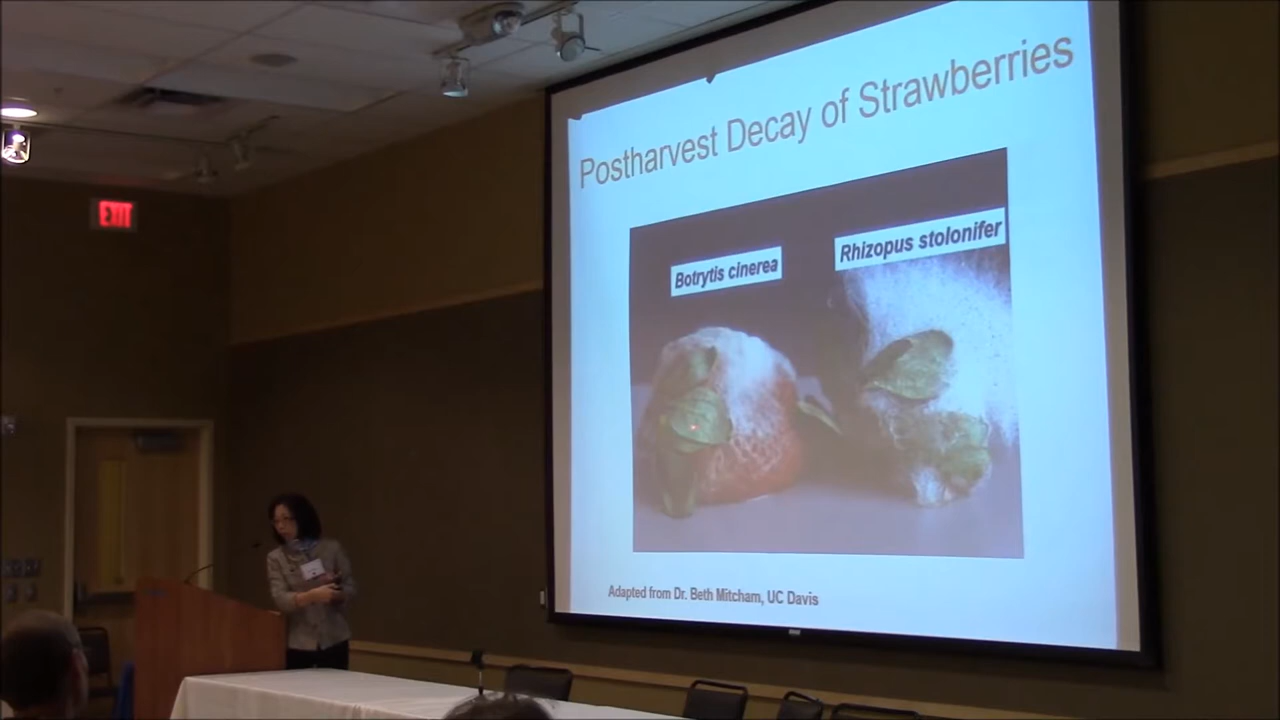 EXIT
Postharvest Decay of Strawberries
Botrytis cinerea
Rhizopus stolonifer
Adapted from Dr. Beth Mitcham, UC Davis